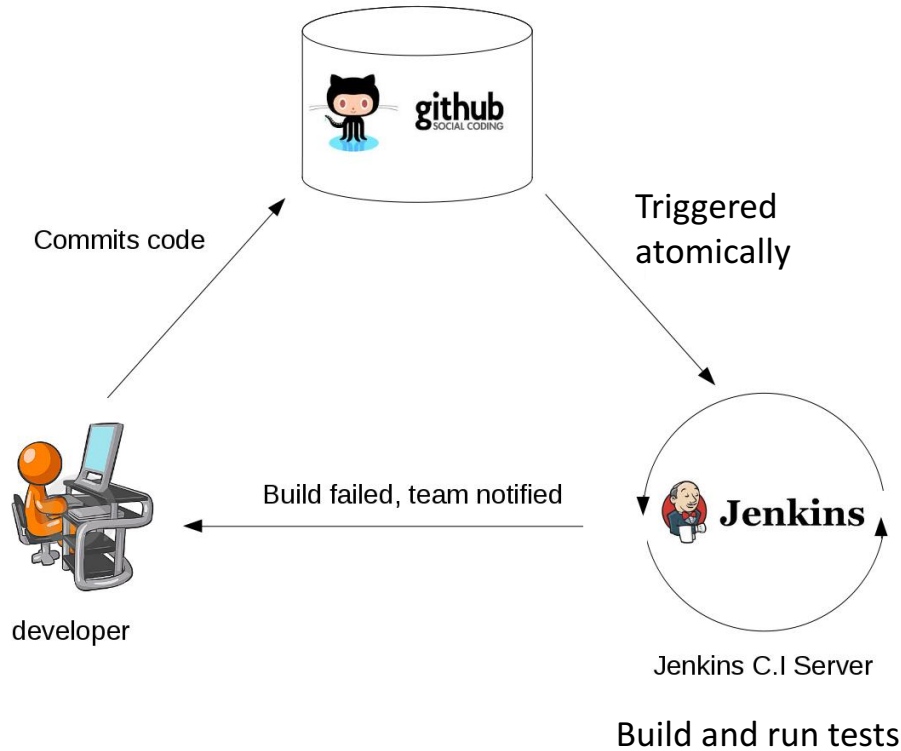 github
SOCIAL CODING
Triggered
atomically
Commits code
Build failed, team notified
Jenkins
developer
Jenkins C.I Server
Build and run tests